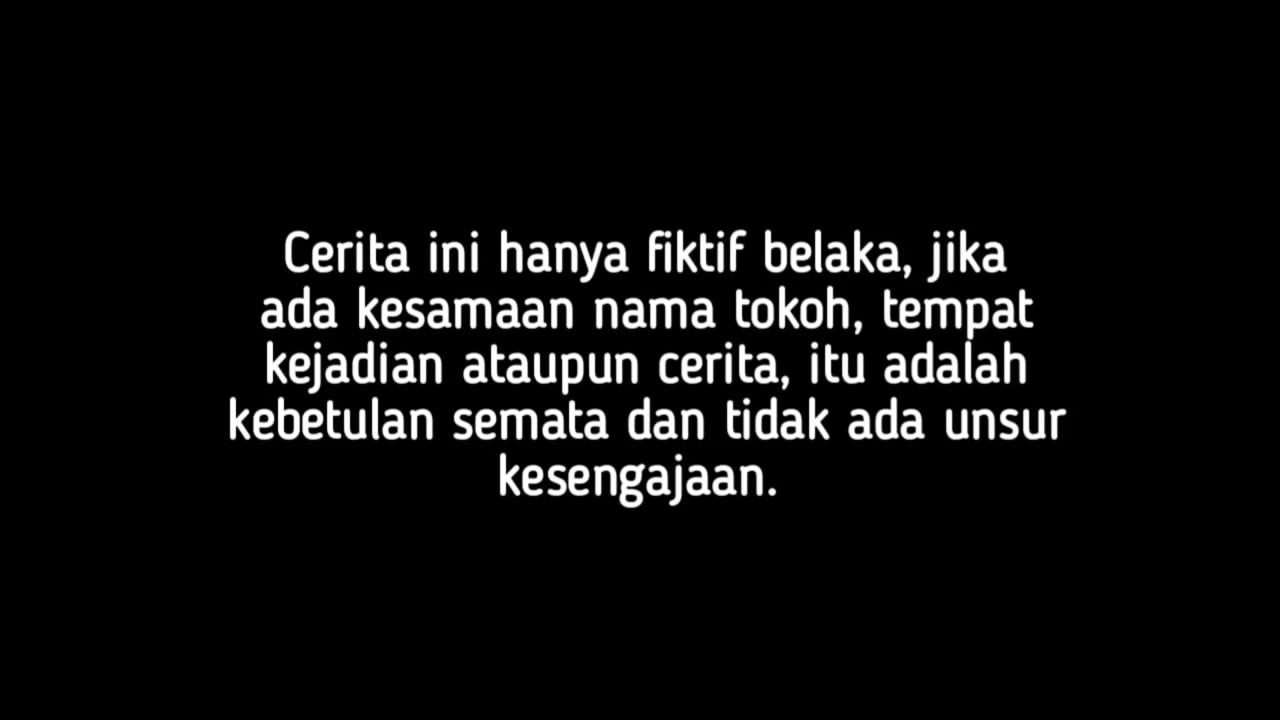 Cerita ini hanya fiktif belaka, jika
ada kesamaan nama tokoh, tempat
kejadian ataupun cerita, itu adalah
kebetulan semata dan tidak ada unsur
kesengajaan.